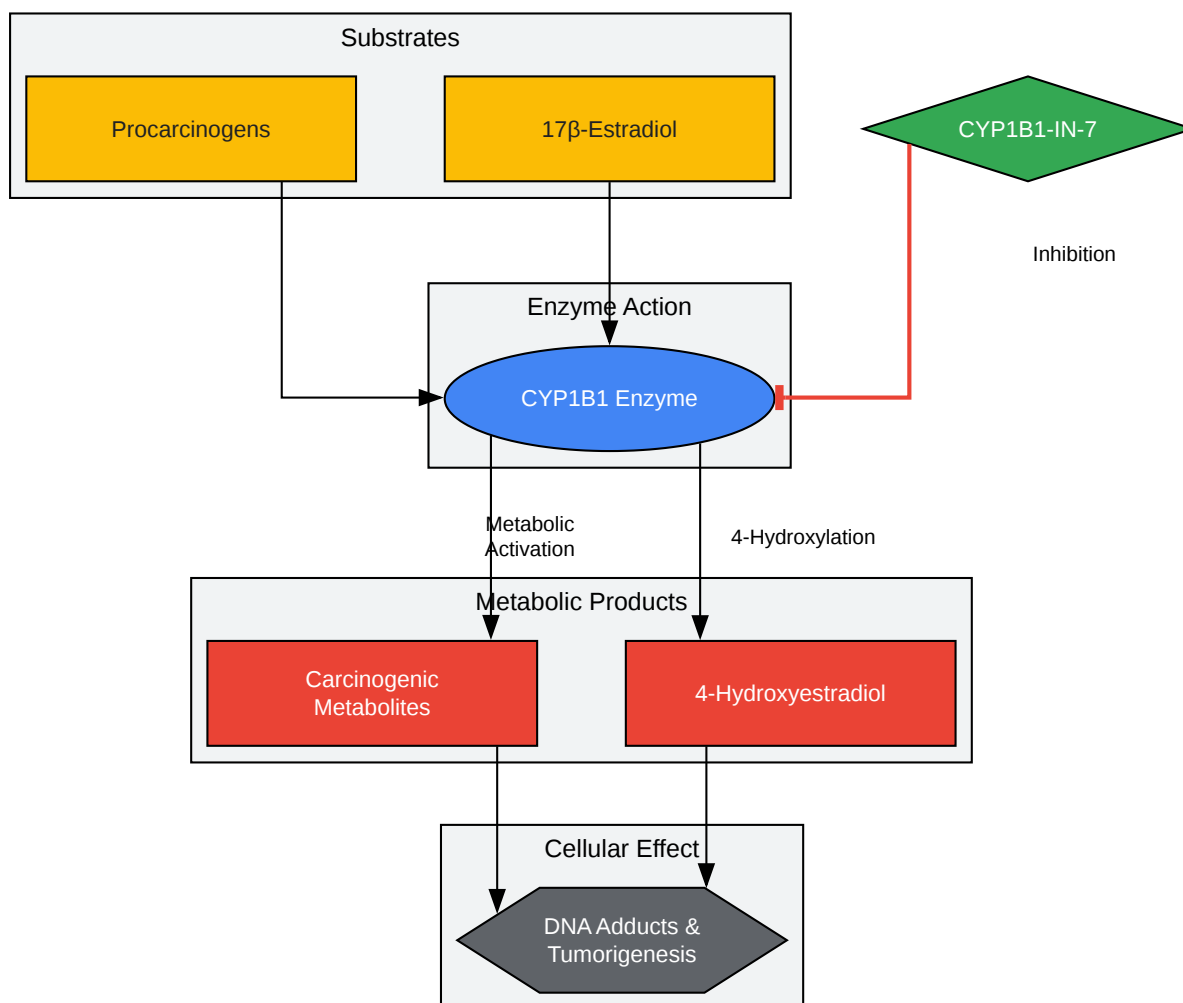 Substrates
Procarcinogens
17β-Estradiol
CYP1B1-IN-7
Inhibition
Enzyme Action
CYP1B1 Enzyme
Metabolic
Activation
4-Hydroxylation
Metabolic Products
Carcinogenic
Metabolites
4-Hydroxyestradiol
Cellular Effect
DNA Adducts &
Tumorigenesis